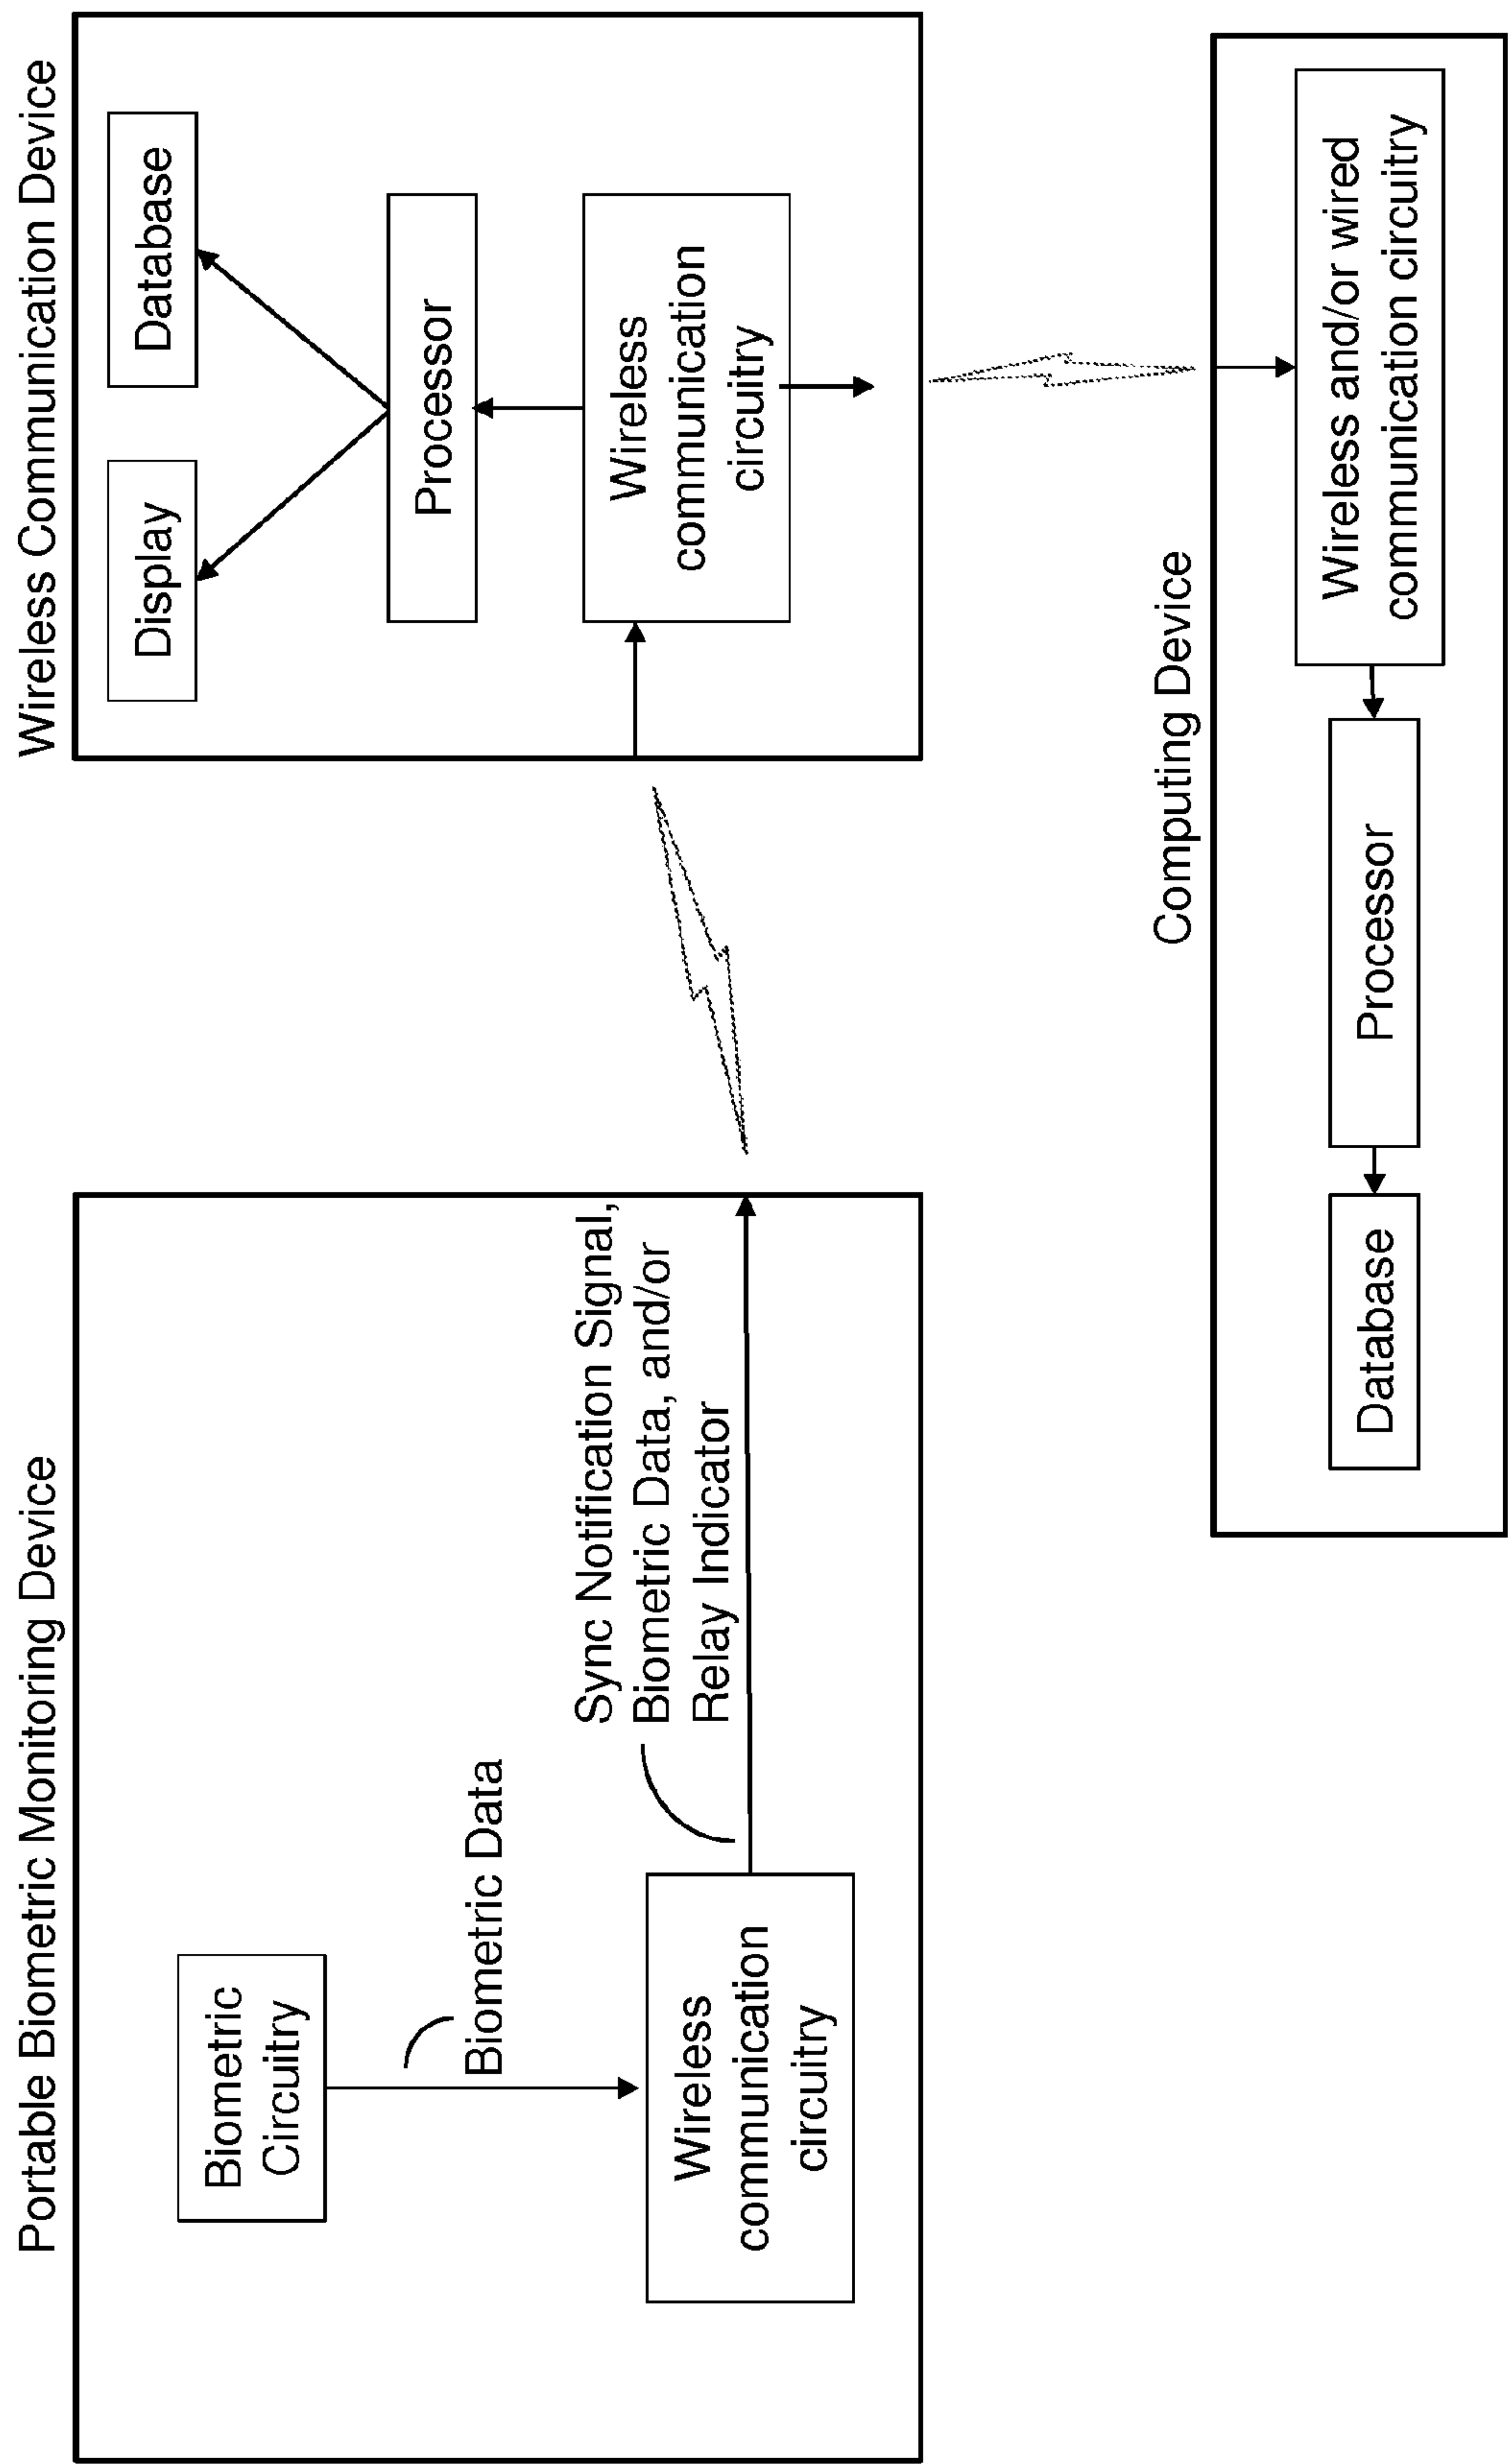 Portable Biometric Monitoring Device
Biometric
Circuitry
Biometric Data
Wireless
communication
circuitry
Sync Notification Signal,
Biometric Data, and/or
Relay Indicator
Wireless Communication Device
Display
Database
Processor
Wireless
communication
circuitry
Computing Device
Database
Processor
Wireless and/or wired
communication circuitry